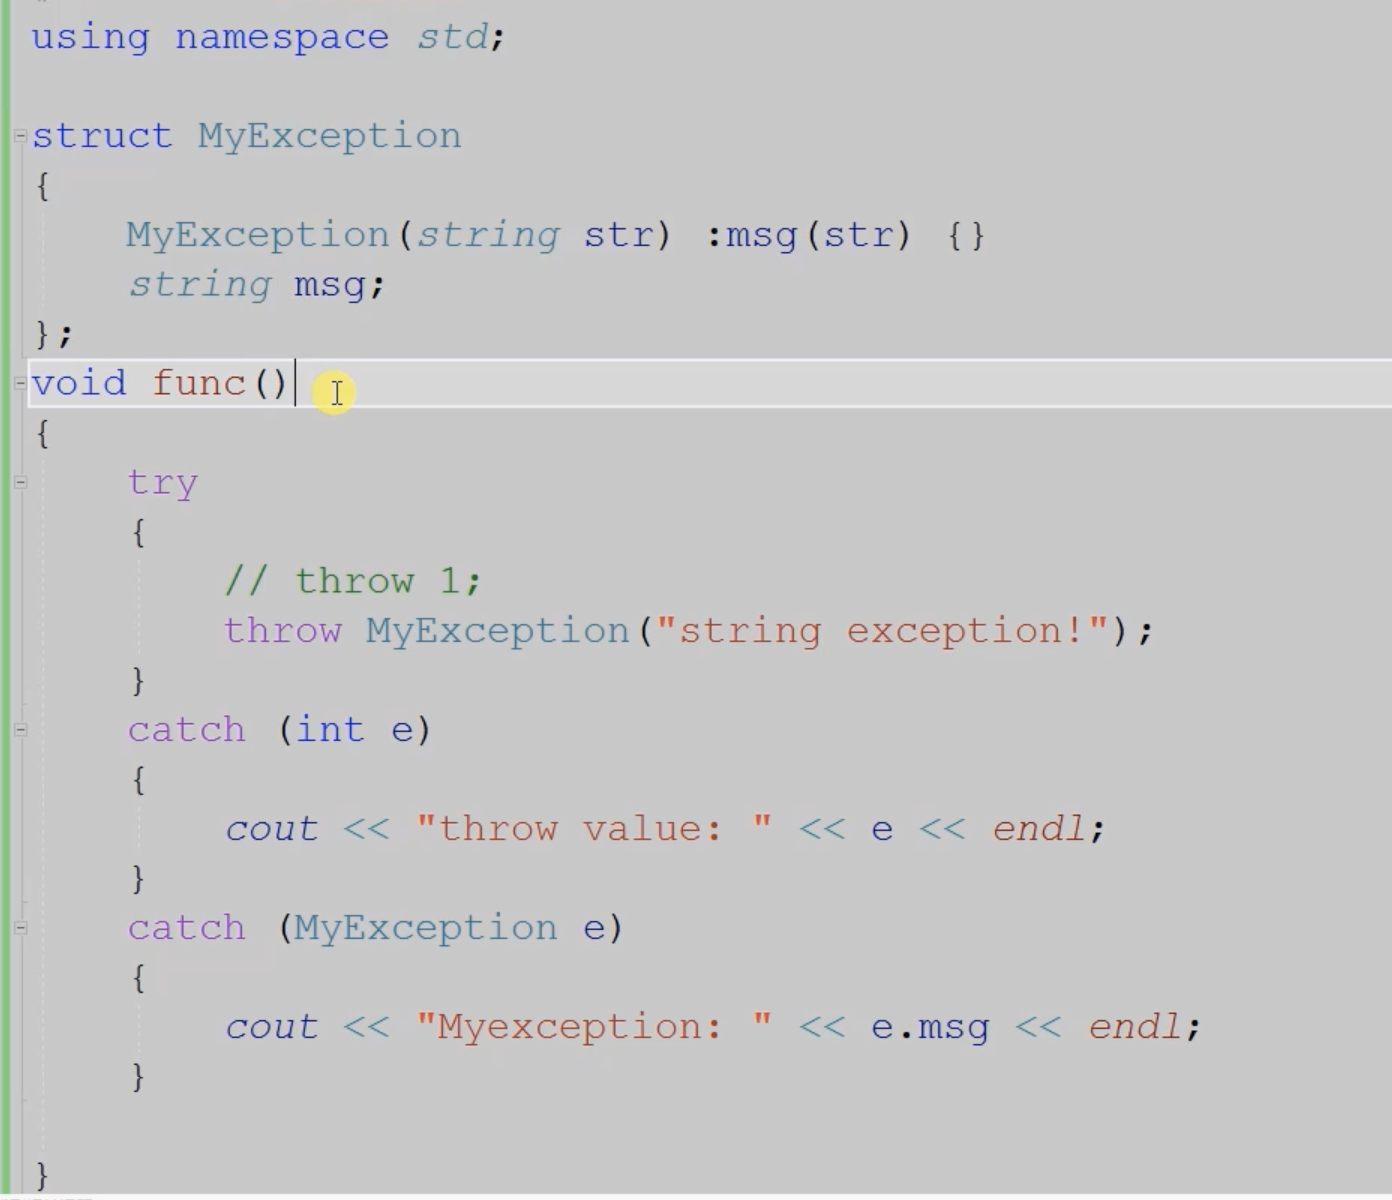 using namespace std;
struct MyException
{
MyException(string str) :msg(str) {}
string msg;
};
void func()
{
try
{
// throw 1;
throw MyException("string exception!");
}
catch (int e)
{
cout << "throw value: " << e << endl;
}
catch (MyException e)
{
cout << "Myexception: " << e.msg << endl;
}
}